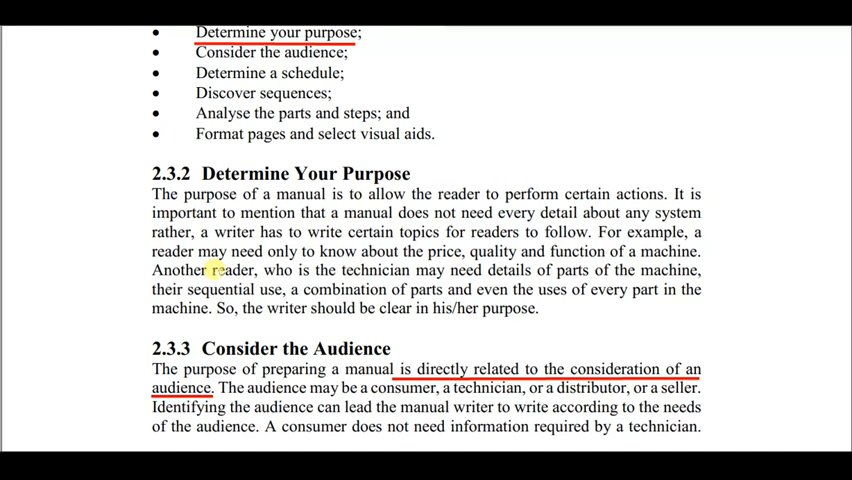 • Determine your purpose;
• Consider the audience;
• Determine a schedule;
• Discover sequences;
• Analyse the parts and steps; and
• Format pages and select visual aids.
2.3.2 Determine Your Purpose
The purpose of a manual is to allow the reader to perform certain actions. It is
important to mention that a manual does not need every detail about any system
rather, a writer has to write certain topics for readers to follow. For example, a
reader may need only to know about the price, quality and function of a machine.
Another reader, who is the technician may need details of parts of the machine,
their sequential use, a combination of parts and even the uses of every part in the
machine. So, the writer should be clear in his/her purpose.
2.3.3 Consider the Audience
The purpose of preparing a manual is directly related to the consideration of an
audience. The audience may be a consumer, a technician, or a distributor, or a seller.
Identifying the audience can lead the manual writer to write according to the needs
of the audience. A consumer does not need information required by a technician.